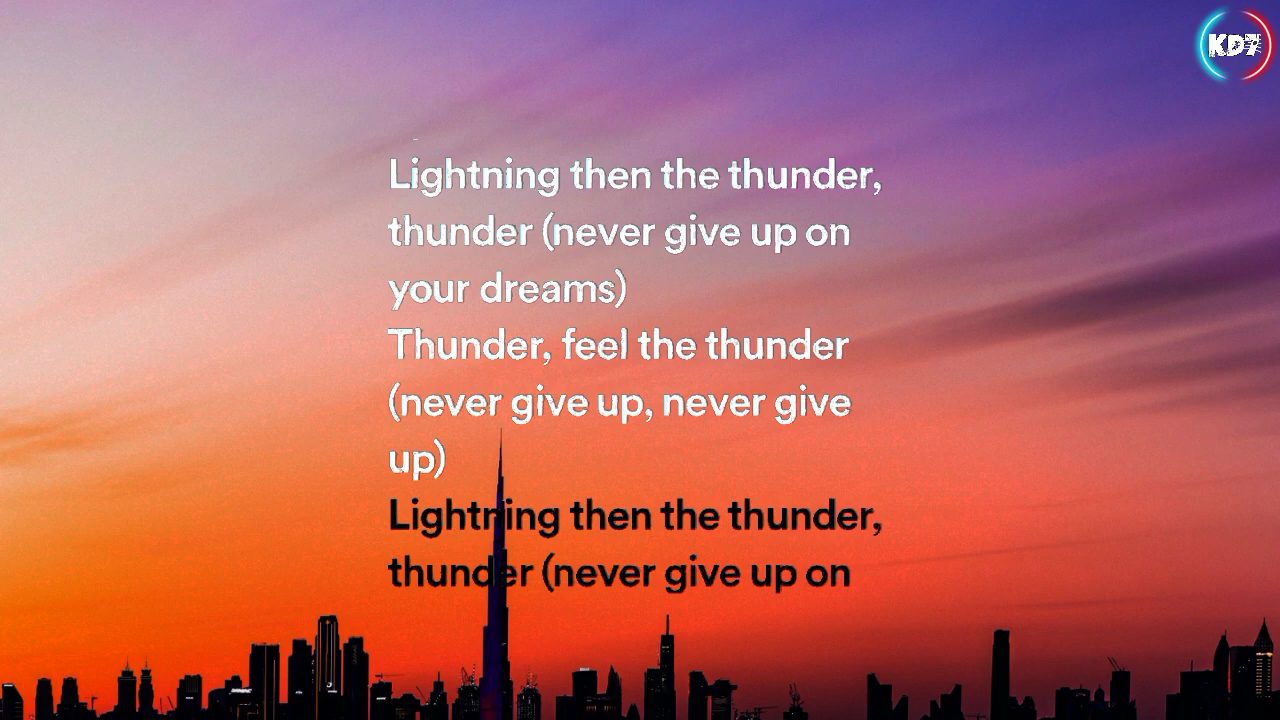 KD7
Lightning then the thunder,
thunder (never give up on
your dreams)
Thunder, feel the thunder
(never give up, never give
up)
Lightning then the thunder,
thunder (never give up on